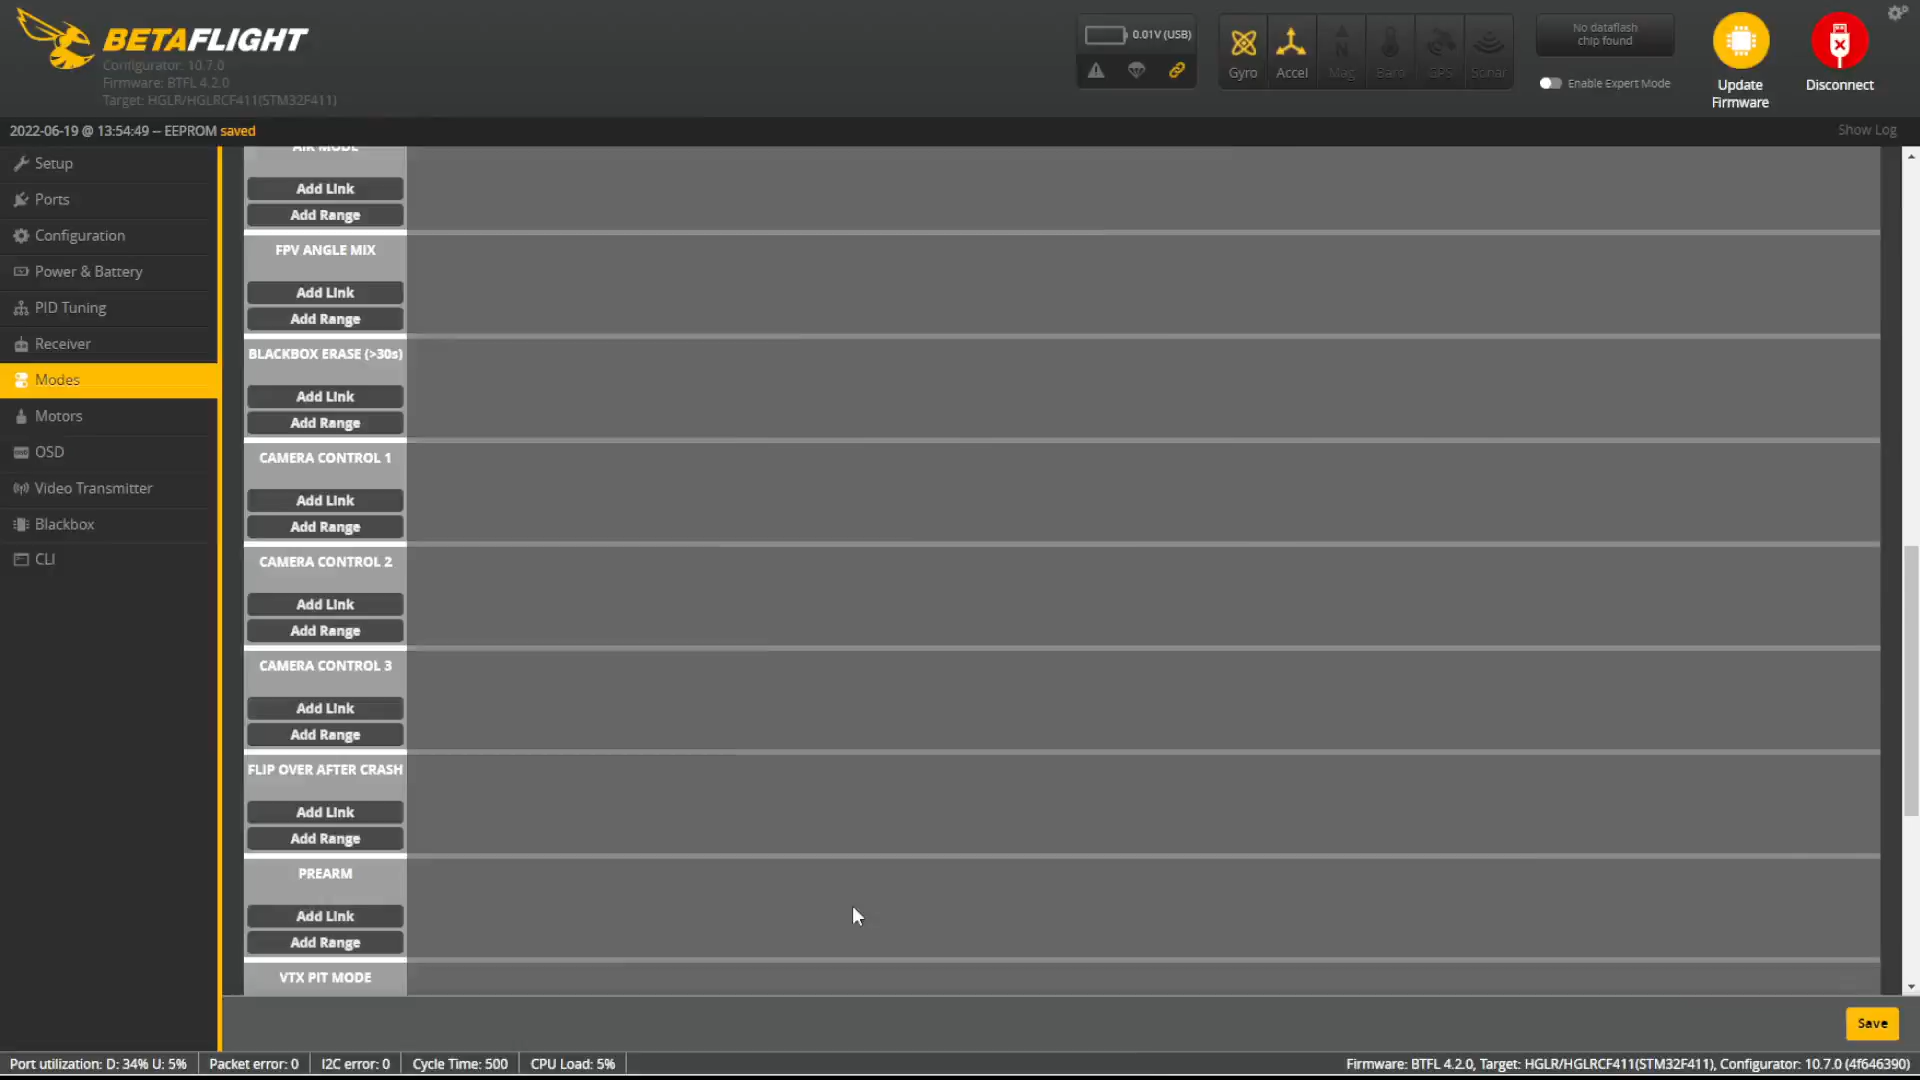 BETAFLIGHT
Configurator: 10.7.0
Firmware: BTFL 4.2.0
Target: HGLR/HGLRCF411(STM32F411)
0.01V (USB)
Gyro
Accel
Mag
Baro
GPS
Sonar
No dataflash
chip found
Enable Expert Mode
Update
Firmware
Disconnect
2022-06-19 @ 13:54:49 -- EEPROM saved
Show Log
Setup
Ports
Configuration
Power & Battery
PID Tuning
Receiver
Modes
Motors
OSD
Video Transmitter
Blackbox
CLI
AIR MODE
Add Link
Add Range
FPV ANGLE MIX
Add Link
Add Range
BLACKBOX ERASE (>30s)
Add Link
Add Range
CAMERA CONTROL 1
Add Link
Add Range
CAMERA CONTROL 2
Add Link
Add Range
CAMERA CONTROL 3
Add Link
Add Range
FLIP OVER AFTER CRASH
Add Link
Add Range
PREARM
Add Link
Add Range
VTX PIT MODE
Save
Port utilization: D: 34% U: 5%
Packet error: 0
I2C error: 0
Cycle Time: 500
CPU Load: 5%
Firmware: BTFL 4.2.0, Target: HGLR/HGLRCF411(STM32F411), Configurator: 10.7.0 (4f646390)